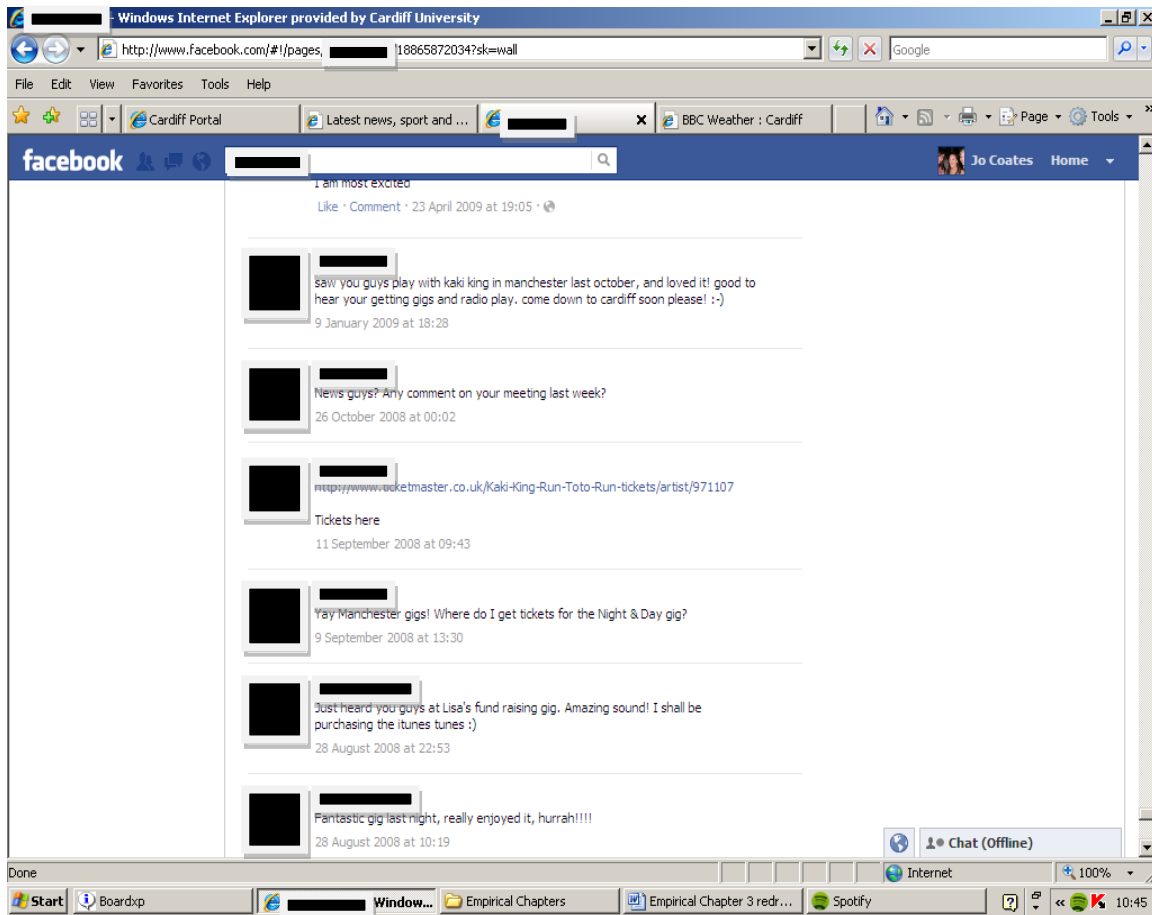 - Windows Internet Explorer provided by Cardiff University
http://www.facebook.com/#!/pages, 18865872034?sk=wall
Google
File Edit View Favorites Tools Help
Cardiff Portal
Latest news, sport and ...
BBC Weather : Cardiff
Page Tools
facebook
Jo Coates Home
I am most excited
Like · Comment · 23 April 2009 at 19:05 ·
saw you guys play with kaki king in manchester last october, and loved it! good to
hear your getting gigs and radio play. come down to cardiff soon please! :-)
9 January 2009 at 18:28
News guys? Any comment on your meeting last week?
26 October 2008 at 00:02
http://www.ticketmaster.co.uk/Kaki-King-Run-Toto-Run-tickets/artist/971107
Tickets here
11 September 2008 at 09:43
Yay Manchester gigs! Where do I get tickets for the Night & Day gig?
9 September 2008 at 13:30
Just heard you guys at Lisa's fund raising gig. Amazing sound! I shall be
purchasing the itunes tunes :)
28 August 2008 at 22:53
Fantastic gig last night, really enjoyed it, hurrah!!!!
28 August 2008 at 10:19
Chat (Offline)
Done
Internet
100%
Start
Boardxp
Window...
Empirical Chapters
Empirical Chapter 3 redr...
Spotify
10:45